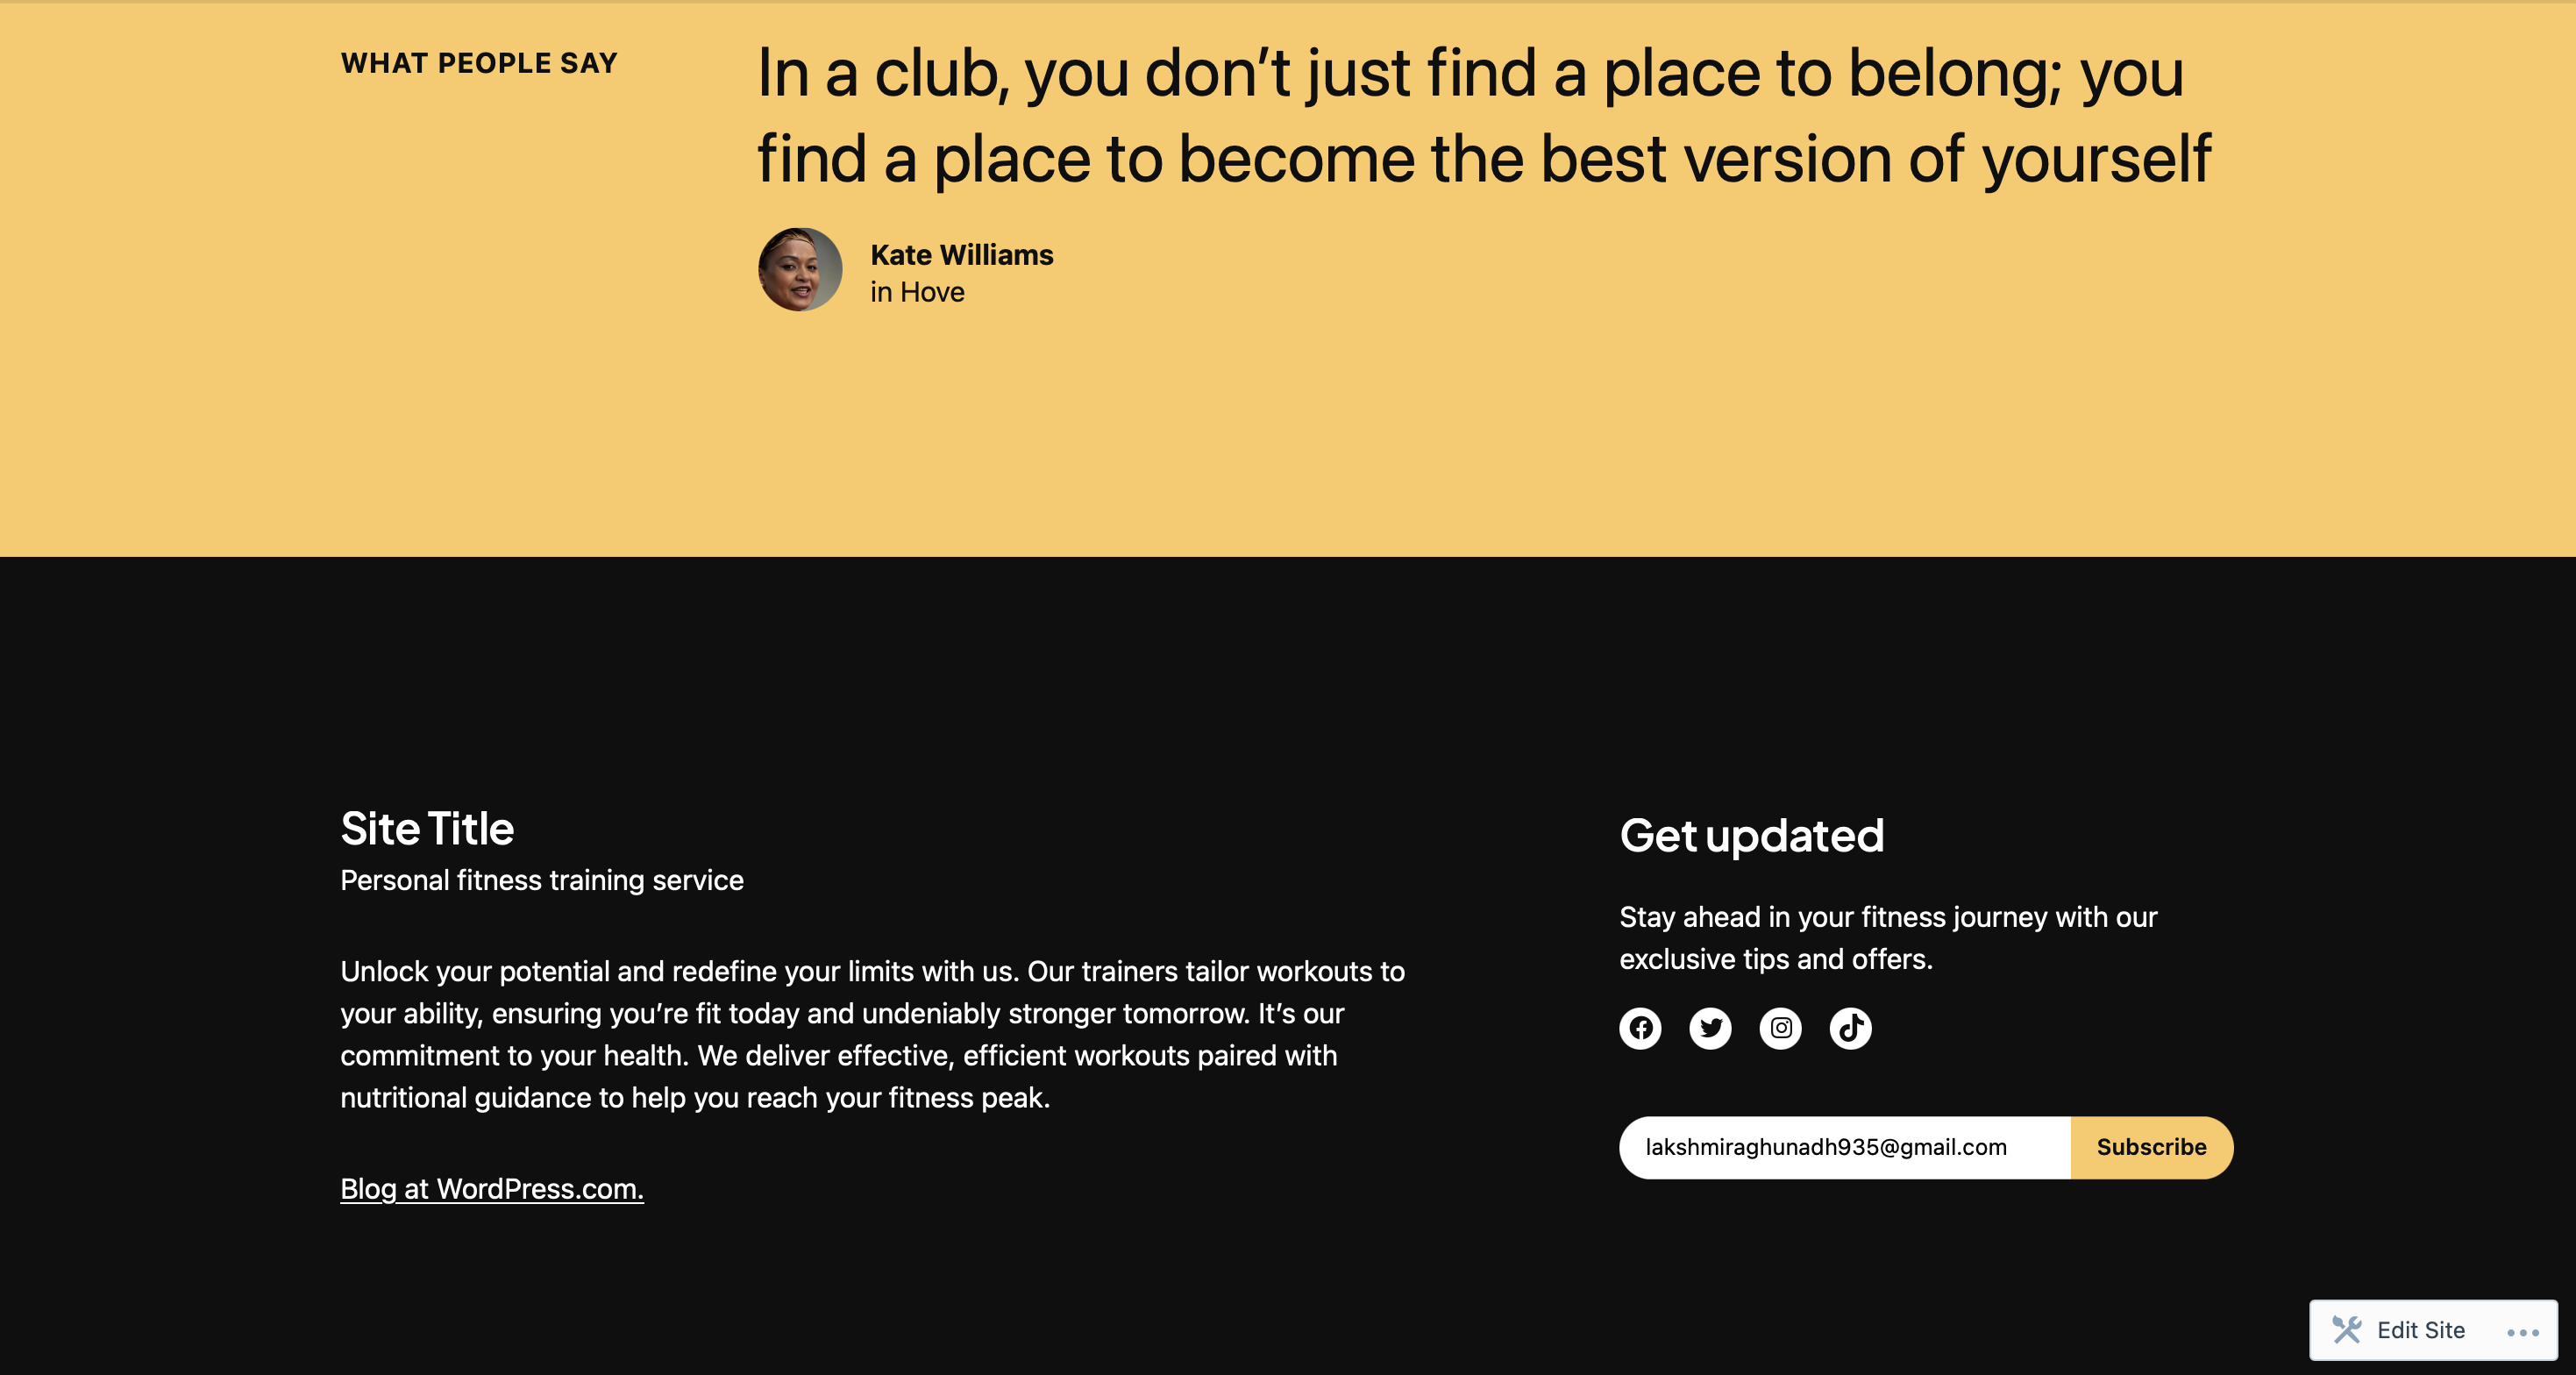 WHAT PEOPLE SAY
In a club, you don’t just find a place to belong; you
find a place to become the best version of yourself
Kate Williams
in Hove
Site Title
Personal fitness training service
Unlock your potential and redefine your limits with us. Our trainers tailor workouts to
your ability, ensuring you’re fit today and undeniably stronger tomorrow. It’s our
commitment to your health. We deliver effective, efficient workouts paired with
nutritional guidance to help you reach your fitness peak.
Blog at WordPress.com.
Get updated
Stay ahead in your fitness journey with our
exclusive tips and offers.
lakshmiraghunadh935@gmail.com
Subscribe
Edit Site